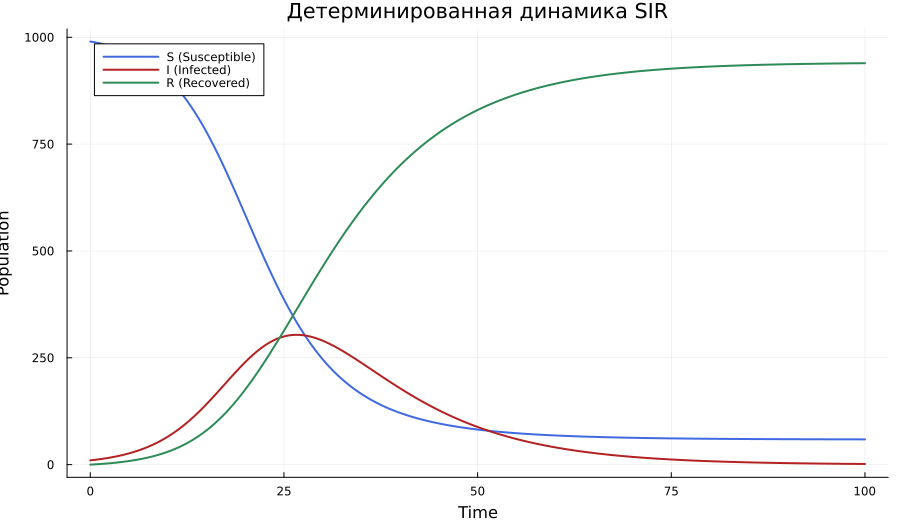 Детерминированная динамика SIR
S (Susceptible)
I (Infected)
R (Recovered)
1000
750
500
250
0
Population
0 25 50 75 100
Time